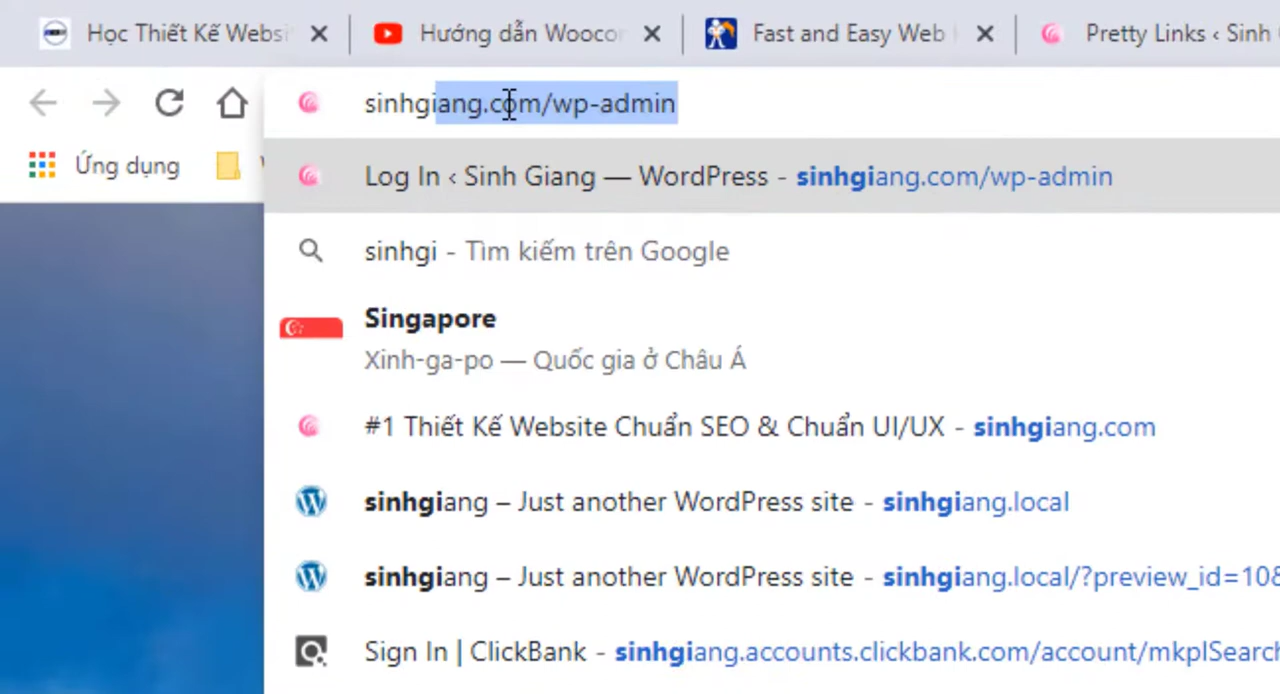 Học Thiết Kế Websi
Hướng dẫn Wooco
Fast and Easy Web
Pretty Links ‹ Sinh
sinhgiang.com/wp-admin
Ứng dụng
Log In ‹ Sinh Giang — WordPress - sinhgiang.com/wp-admin
sinhgi - Tìm kiếm trên Google
Singapore
Xinh-ga-po — Quốc gia ở Châu Á
#1 Thiết Kế Website Chuẩn SEO & Chuẩn UI/UX - sinhgiang.com
sinhgiang – Just another WordPress site - sinhgiang.local
sinhgiang – Just another WordPress site - sinhgiang.local/?preview_id=10&
Sign In | ClickBank - sinhgiang.accounts.clickbank.com/account/mkplSearch